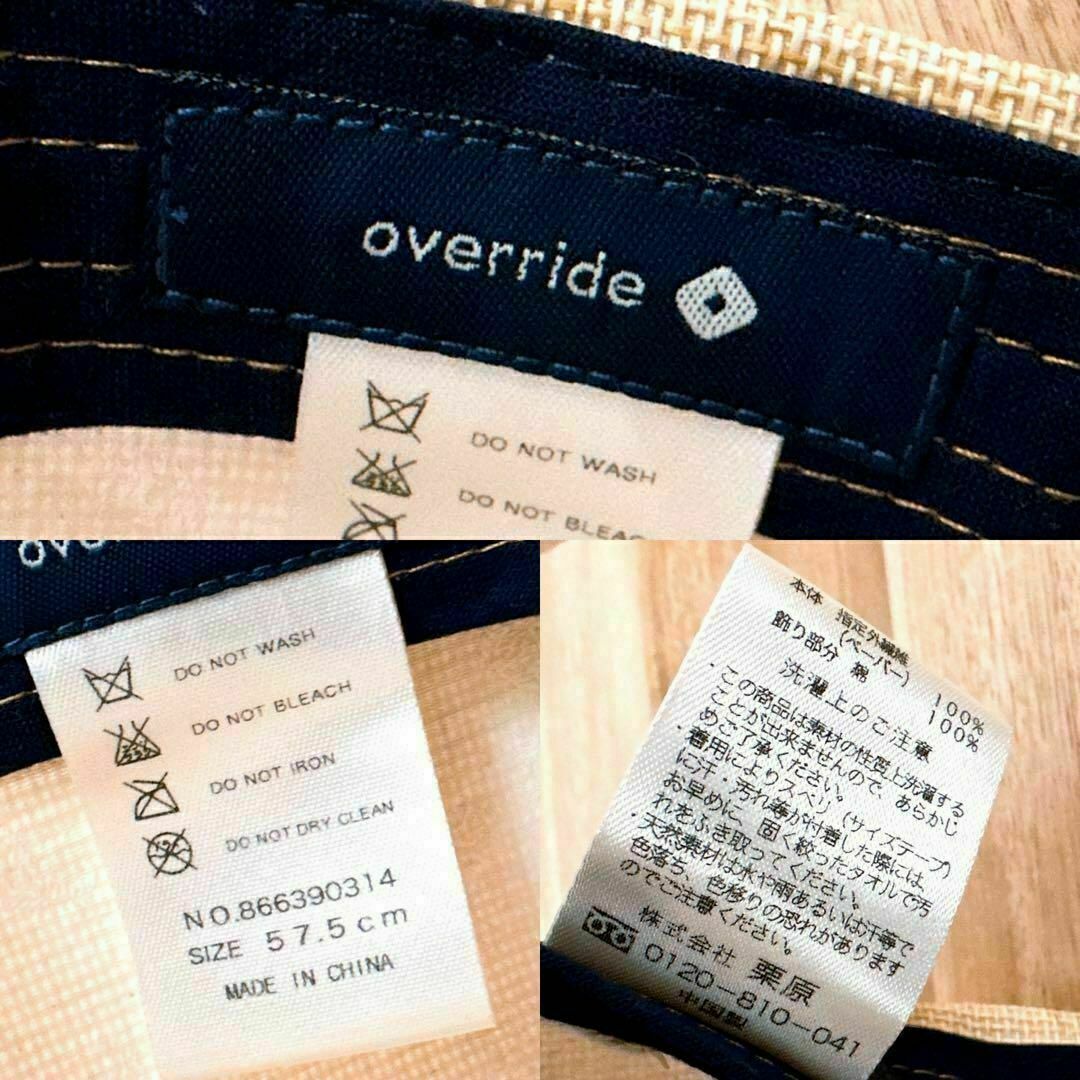 override
DO NOT WASH
DO NOT BLEAC
ove
DO NOT WASH
DO NOT BLEACH
DO NOT IRON
DO NOT DRY CLEAN
NO.866390314
SIZE 57.5cm
MADE IN CHINA
本体 指定外繊維
(ペーパー) 100%
飾り部分 綿 100%
洗濯上のご注意
・この商品は素材の性質上洗濯する
ことが出来ませんので、あらかじ
めご了承ください。
・着用によりスベリ(サイズテープ)
に汗・汚れ等が付着した際には、
お早めに、固く絞ったタオルで汚
れをふき取ってください。
・天然素材は水や雨あるいは汗等で
色落ち、色移りの恐れがあります
のでご注意ください。
株式会社 栗原
0120-810-041
中国製